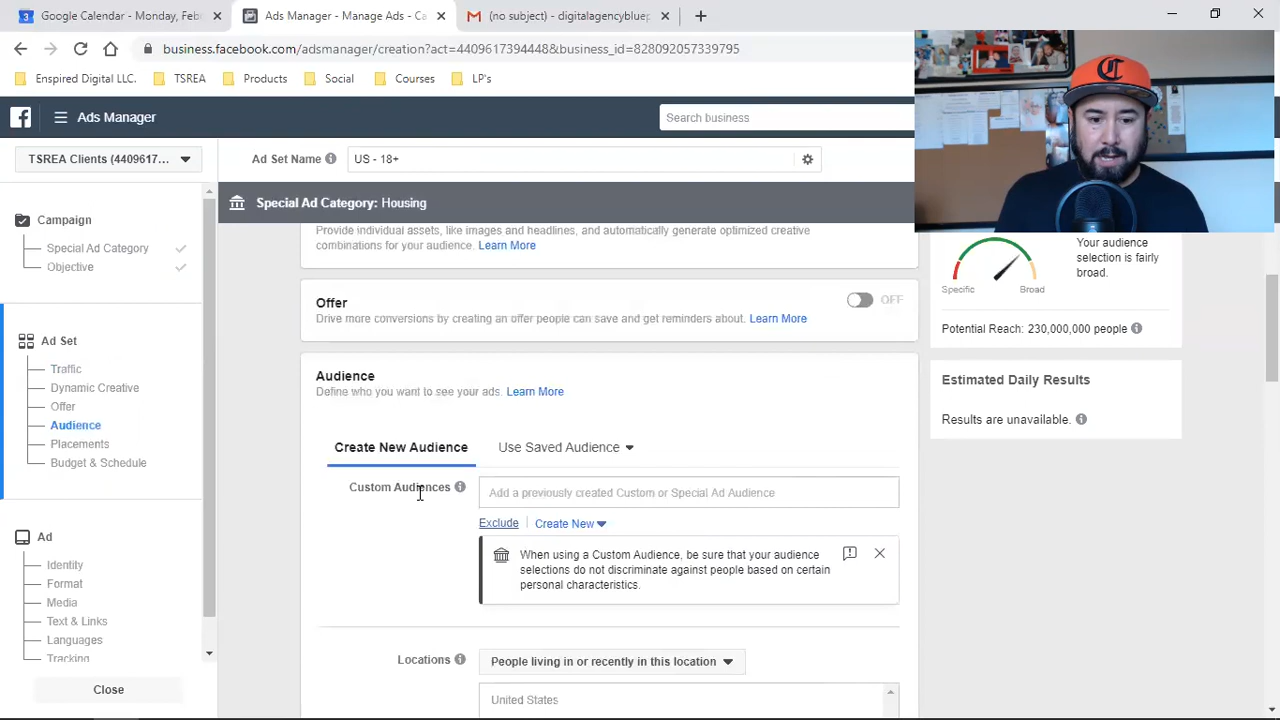 Google Calendar - Monday, Feb
Ads Manager - Manage Ads - Ca
(no subject) - digitalagencybluep
business.facebook.com/adsmanager/creation?act=4409617394448&business_id=828092057339795
Enspired Digital LLC.
TSREA
Products
Social
Courses
LP's
Ads Manager
Search business
TSREA Clients (4409617...
Ad Set Name
US - 18+
Special Ad Category: Housing
Campaign
Special Ad Category
Objective
Ad Set
Traffic
Dynamic Creative
Offer
Audience
Placements
Budget & Schedule
Ad
Identity
Format
Media
Text & Links
Languages
Tracking
Close
Provide individual assets, like images and headlines, and automatically generate optimized creative
combinations for your audience. Learn More
Offer
OFF
Drive more conversions by creating an offer people can save and get reminders about. Learn More
Audience
Define who you want to see your ads. Learn More
Create New Audience
Use Saved Audience
Custom Audiences
Add a previously created Custom or Special Ad Audience
Exclude
Create New
When using a Custom Audience, be sure that your audience
selections do not discriminate against people based on certain
personal characteristics.
Locations
People living in or recently in this location
United States
Your audience
selection is fairly
broad.
Specific
Broad
Potential Reach: 230,000,000 people
Estimated Daily Results
Results are unavailable.